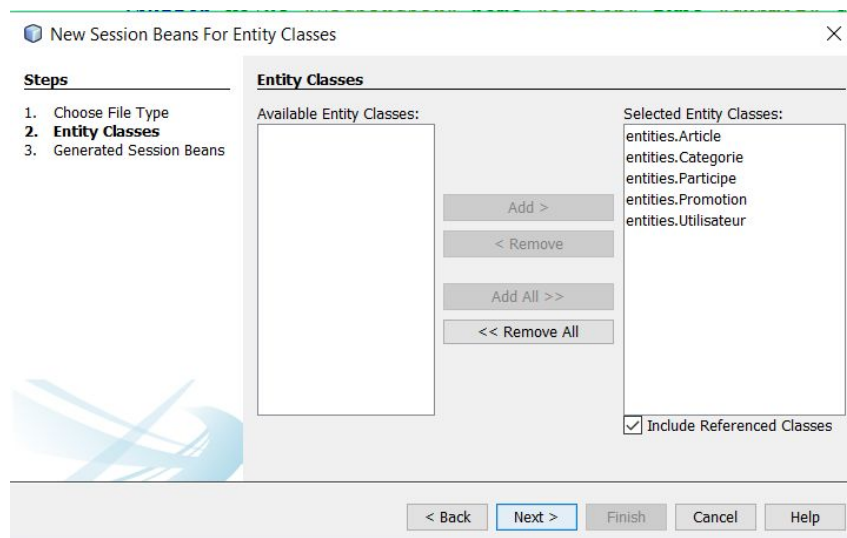 New Session Beans For Entity Classes
Steps
1. Choose File Type
2. Entity Classes
3. Generated Session Beans
Entity Classes
Available Entity Classes:
Add >
< Remove
Add All >>
<< Remove All
Selected Entity Classes:
entities.Article
entities.Categorie
entities.Participe
entities.Promotion
entities.Utilisateur
Include Referenced Classes
< Back Next > Finish Cancel Help